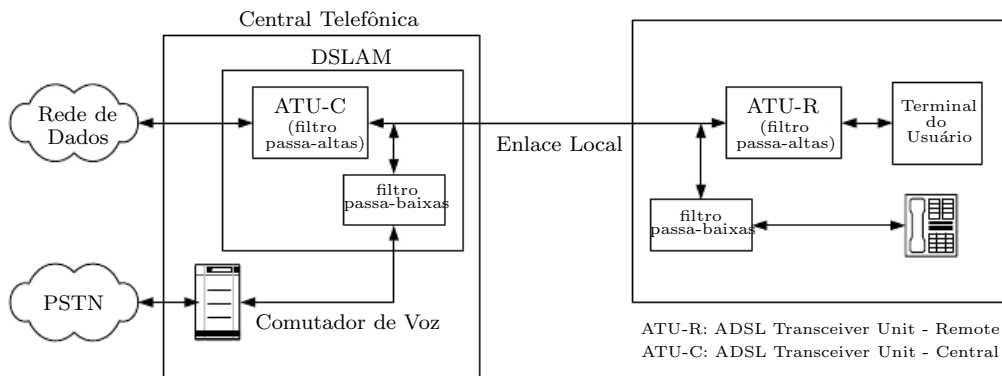 Central Telefônica
DSLAM
Rede de
Dados
ATU-C
(filtro
passa-altas)
filtro
passa-baixas
Enlace Local
ATU-R
(filtro
passa-altas)
Terminal
do
Usuário
filtro
passa-baixas
PSTN
Comutador de Voz
ATU-R: ADSL Transceiver Unit - Remote
ATU-C: ADSL Transceiver Unit - Central